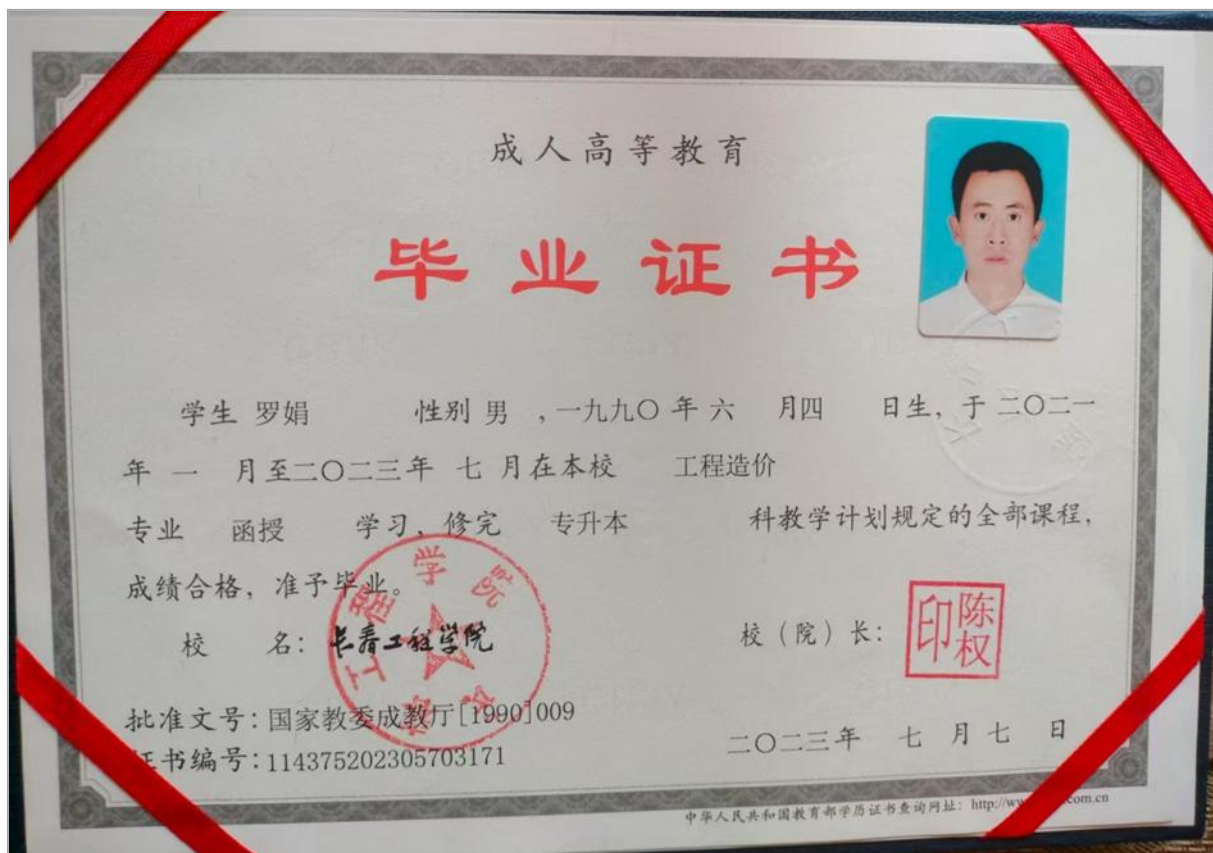 成人高等教育
毕业证书
学生 罗娟 性别 男 ，一九九〇 年 六 月四 日生，于 二〇二一
年 一 月至二〇二三年 七 月在本校 工程造价
专业 函授 学习，修完 专升本 科教学计划规定的全部课程，
成绩合格，准予毕业。
校 名：长春工程学院
校（院）长：
陈权印
批准文号：国家教委成教厅[1990]009
书编号：114375202305703171
二〇二三年 七 月 七 日
中华人民共和国教育部学历证书查询网址：http://ww com.cn